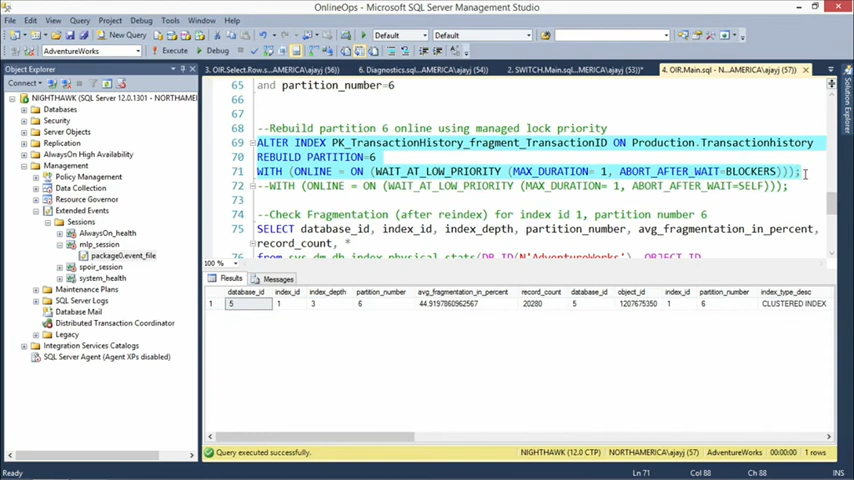 OnlineOps - Microsoft SQL Server Management Studio
Edit View Query Project Debug Tools Window Help
New Query Default Default
AdventureWorks Execute Debug
Object Explorer
Connect
NIGHTHAWK (SQL Server 12.0.1301 - NORTHAME
Databases
Security
Server Objects
Replication
AlwaysOn High Availability
Management
Policy Management
Data Collection
Resource Governor
Extended Events
Sessions
AlwaysOn_health
mlp_session
package0.event_file
spoir_session
system_health
Maintenance Plans
SQL Server Logs
Database Mail
Distributed Transaction Coordinator
Legacy
Integration Services Catalogs
SQL Server Agent (Agent XPs disabled)
3. OIR.Select.Row.s...AMERICA\ajayj (56)) 6. Diagnostics.sql...AMERICA\ajayj (54)) 2. SWITCH.Main.sql...MERICA\ajayj (53))* 4. OIR.Main.sql - N...AMERICA\ajayj (57)) ×
65 and partition_number=6
66
67
68 --Rebuild partition 6 online using managed lock priority
69 ALTER INDEX PK_TransactionHistory_fragment_TransactionID ON Production.Transactionhistory
70 REBUILD PARTITION=6
71 WITH (ONLINE = ON (WAIT_AT_LOW_PRIORITY (MAX_DURATION= 1, ABORT_AFTER_WAIT=BLOCKERS)));
72 --WITH (ONLINE = ON (WAIT_AT_LOW_PRIORITY (MAX_DURATION= 1, ABORT_AFTER_WAIT=SELF)));
73
74 --Check Fragmentation (after reindex) for index id 1, partition number 6
75 SELECT database_id, index_id, index_depth, partition_number, avg_fragmentation_in_percent,
record_count, *
from sys.dm_db_index_physical_stats(DB_ID(N'AdventureWorks'), OBJECT_ID
100 %
Results Messages
database_id index_id index_depth partition_number avg_fragmentation_in_percent record_count database_id object_id index_id partition_number index_type_desc
1 5 1 3 6 44.9197860962567 20280 5 1207675350 1 6 CLUSTERED INDEX
Query executed successfully. NIGHTHAWK (12.0 CTP) NORTHAMERICA\ajayj (57) AdventureWorks 00:00:00 1 rows
Ready Ln 71 Col 88 Ch 88 INS
Solution Explorer